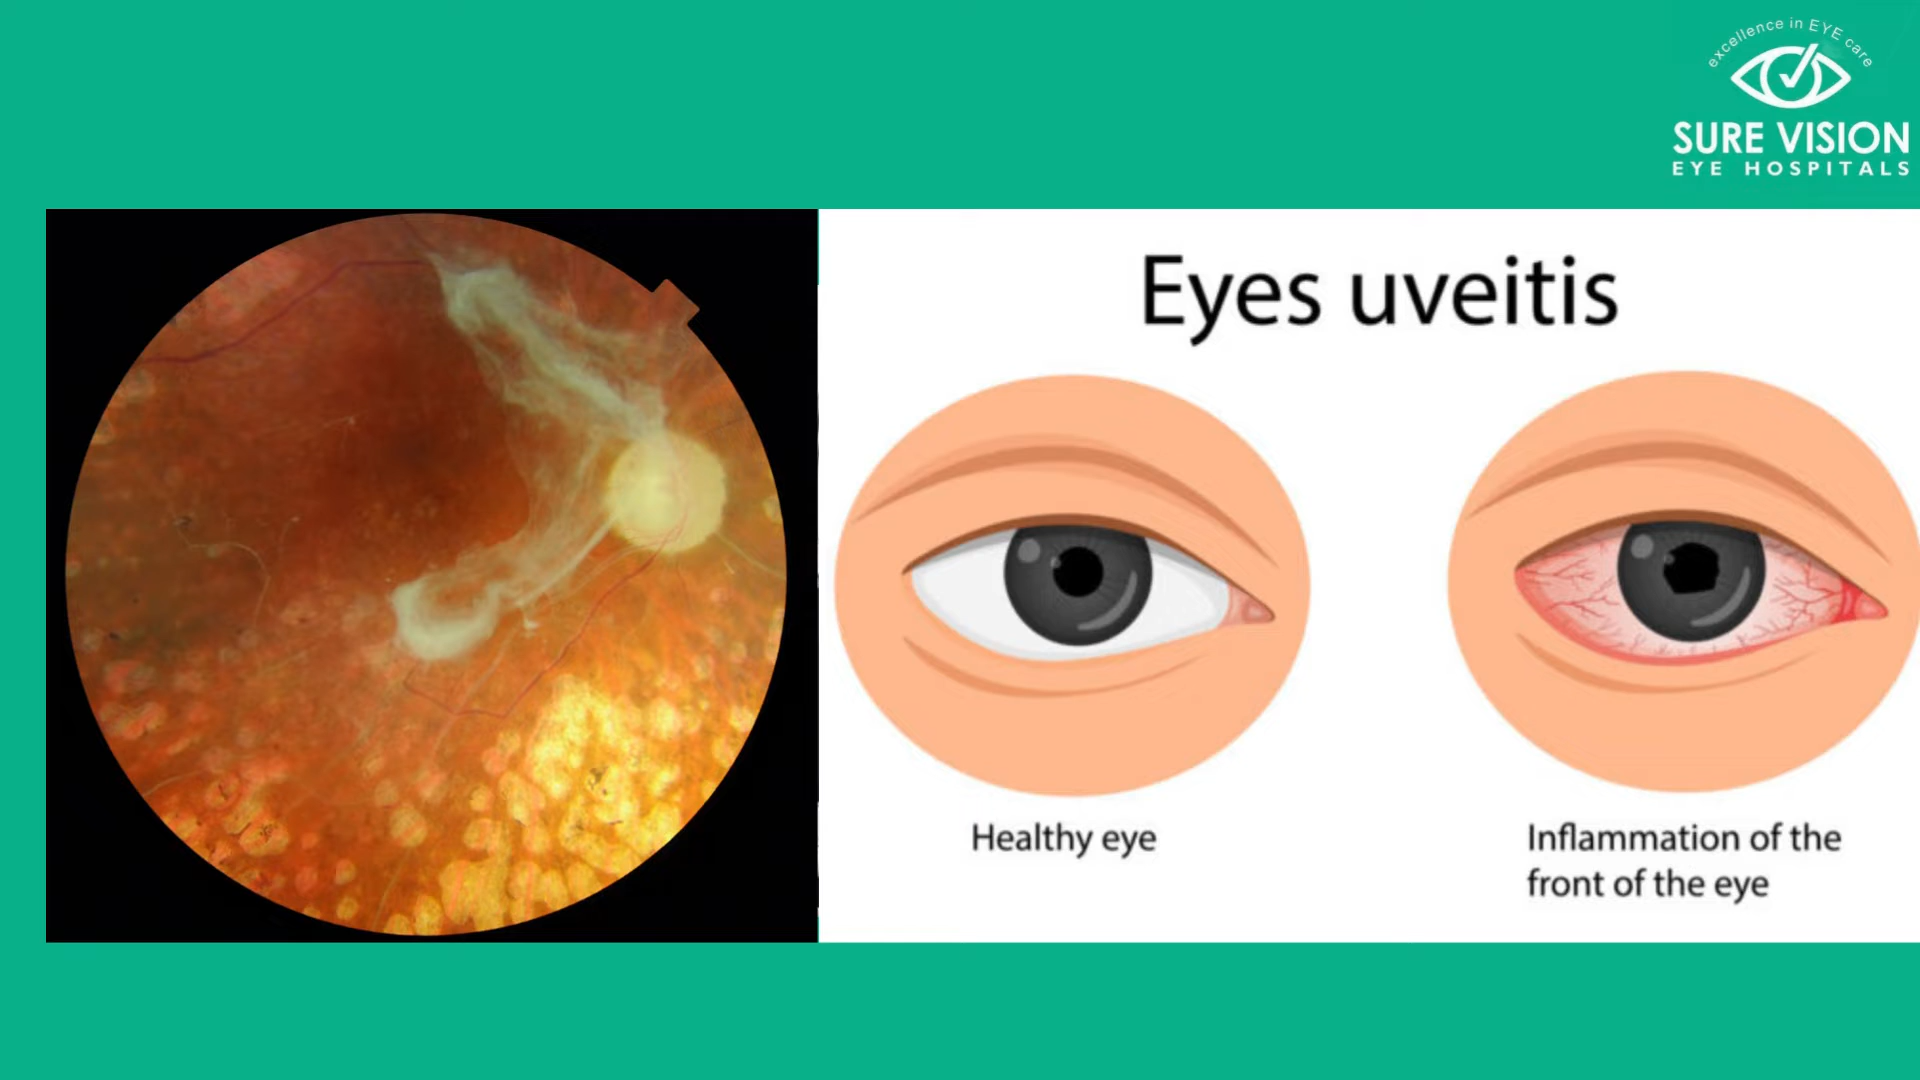 excellence in EYE care
SURE VISION
EYE HOSPITALS
Eyes uveitis
Healthy eye
Inflammation of the
front of the eye